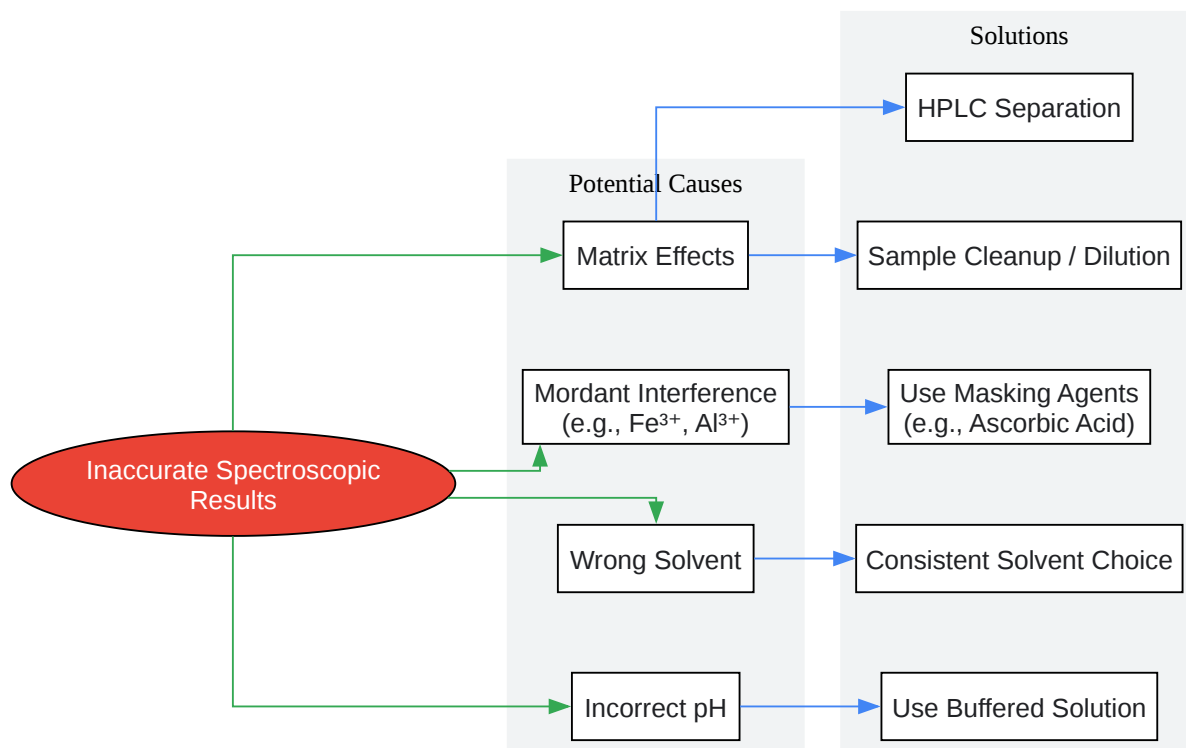 Solutions
HPLC Separation
Potential Causes
Matrix Effects
Sample Cleanup / Dilution
Mordant Interference
(e.g., Fe³⁺, Al³⁺)
Use Masking Agents
(e.g., Ascorbic Acid)
Inaccurate Spectroscopic
Results
Wrong Solvent
Consistent Solvent Choice
Incorrect pH
Use Buffered Solution